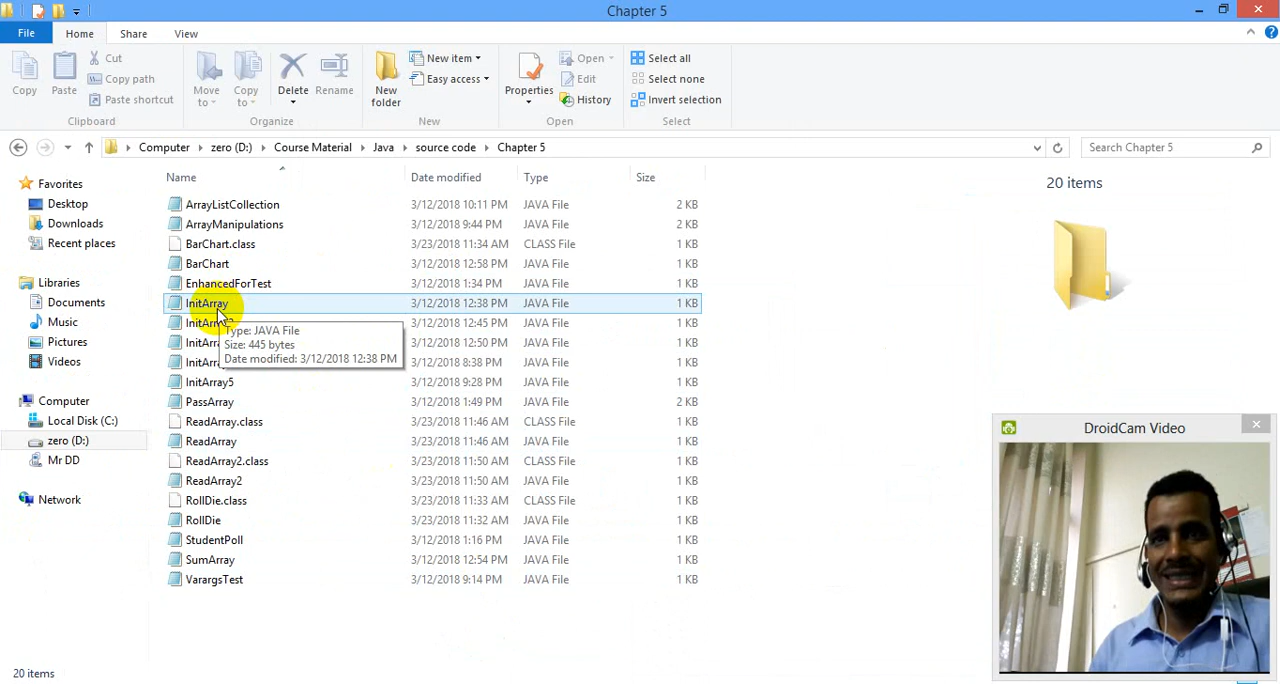 Chapter 5
File Home Share View
Copy Paste Cut Copy path Paste shortcut Move to Copy to Delete Rename New folder New item Easy access Properties Open Edit History Select all Select none Invert selection
Clipboard Organize New Open Select
Computer zero (D:) Course Material Java source code Chapter 5 Search Chapter 5
Name Date modified Type Size
Favorites
Desktop
Downloads
Recent places
Libraries
Documents
Music
Pictures
Videos
Computer
Local Disk (C:)
zero (D:)
Mr DD
Network
ArrayListCollection 3/12/2018 10:11 PM JAVA File 2 KB
ArrayManipulations 3/12/2018 9:44 PM JAVA File 2 KB
BarChart.class 3/23/2018 11:34 AM CLASS File 1 KB
BarChart 3/12/2018 12:58 PM JAVA File 1 KB
EnhancedForTest 3/12/2018 1:34 PM JAVA File 1 KB
InitArray 3/12/2018 12:38 PM JAVA File 1 KB
InitArr 3/12/2018 12:45 PM JAVA File 1 KB
InitArr 3/12/2018 12:50 PM JAVA File 1 KB
InitArr 3/12/2018 8:38 PM JAVA File 1 KB
Type: JAVA File
Size: 445 bytes
Date modified: 3/12/2018 12:38 PM
InitArray5 3/12/2018 9:28 PM JAVA File 1 KB
PassArray 3/12/2018 1:49 PM JAVA File 2 KB
ReadArray.class 3/23/2018 11:46 AM CLASS File 1 KB
ReadArray 3/23/2018 11:46 AM JAVA File 1 KB
ReadArray2.class 3/23/2018 11:50 AM CLASS File 1 KB
ReadArray2 3/23/2018 11:50 AM JAVA File 1 KB
RollDie.class 3/23/2018 11:33 AM CLASS File 1 KB
RollDie 3/23/2018 11:32 AM JAVA File 1 KB
StudentPoll 3/12/2018 1:16 PM JAVA File 1 KB
SumArray 3/12/2018 12:54 PM JAVA File 1 KB
VarargsTest 3/12/2018 9:14 PM JAVA File 1 KB
20 items
DroidCam Video
20 items